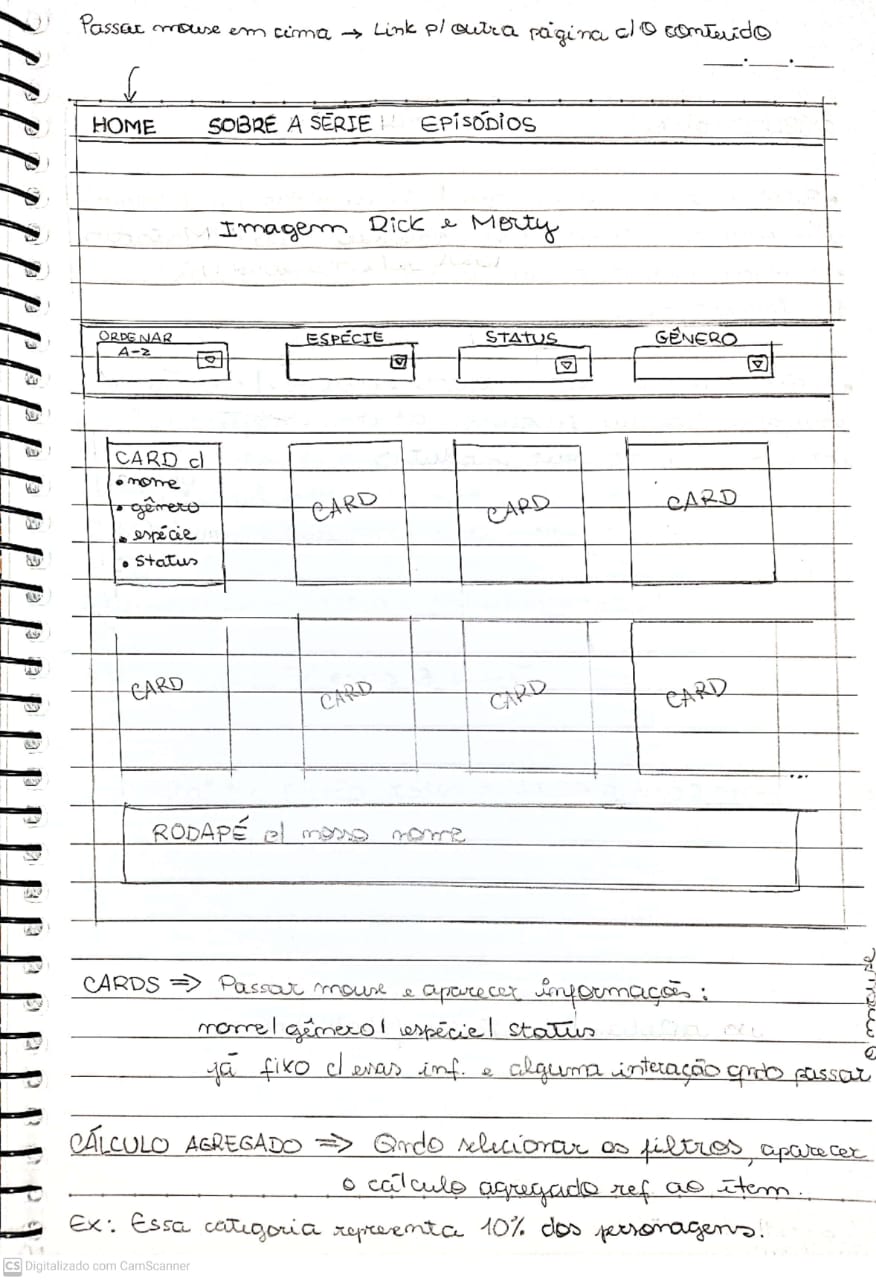 Passar mouse em cima → Link p/ outra página c/ o conteúdo
HOME SOBRE A SÉRIE EPISÓDIOS
Imagem Rick e Morty
ORDENAR ESPÉCIE STATUS GÊNERO
A-Z
CARD c/
• nome
• gênero
• espécie
• status
CARD CARD CARD
CARD CARD CARD CARD
...
RODAPÉ c/ nosso nome
CARDS ⇒ Passar mouse e aparecer informações:
nome/ gênero/ espécie/ status
já fixo c/ essas inf. e alguma interação qndo passar
o mouse
CÁLCULO AGREGADO ⇒ Qndo selecionar os filtros, aparecer
o cálculo agregado ref. ao item.
Ex: Essa categoria representa 10% dos personagens.
CS Digitalizado com CamScanner